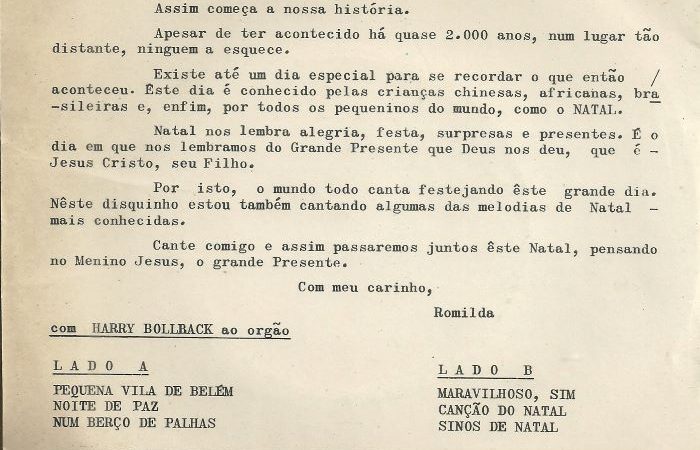 Assim começa a nossa história.
Apesar de ter acontecido há quase 2.000 anos, num lugar tão
distante, ninguem a esquece.
Existe até um dia especial para se recordar o que então /
aconteceu. Êste dia é conhecido pelas crianças chinesas, africanas, bra
-sileiras e, enfim, por todos os pequeninos do mundo, como o NATAL.
Natal nos lembra alegria, festa, surpresas e presentes. É o
dia em que nos lembramos do Grande Presente que Deus nos deu, que é -
Jesus Cristo, seu Filho.
Por isto, o mundo todo canta festejando êste grande dia.
Nêste disquinho estou também cantando algumas das melodias de Natal -
mais conhecidas.
Cante comigo e assim passaremos juntos êste Natal, pensando
no Menino Jesus, o grande Presente.
Com meu carinho,
Romilda
com HARRY BOLLBACK ao orgão
LADO A
PEQUENA VILA DE BELÉM
NOITE DE PAZ
NUM BERÇO DE PALHAS
LADO B
MARAVILHOSO, SIM
CANÇÃO DO NATAL
SINOS DE NATAL